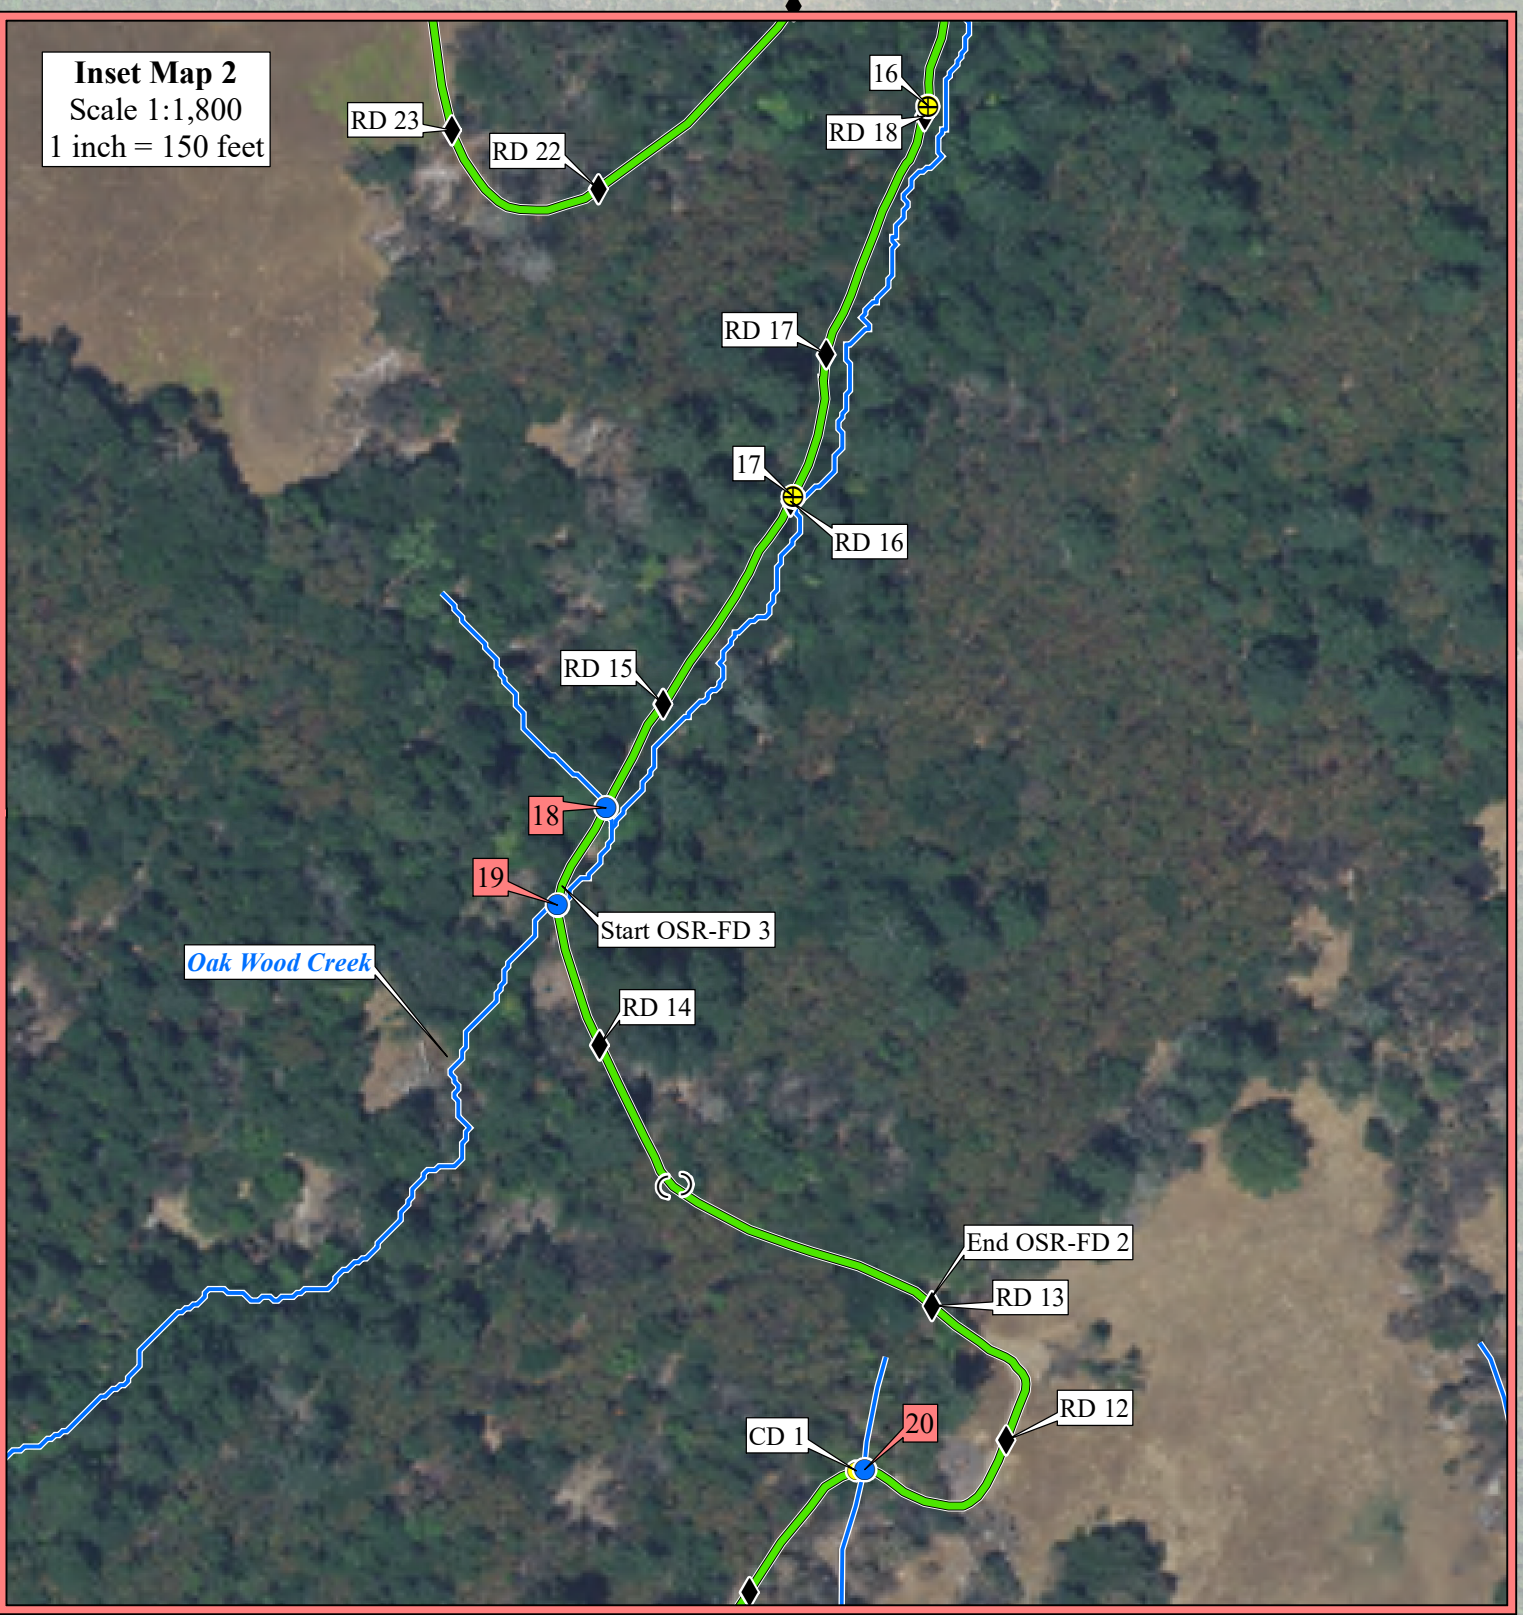 Inset Map 2
Scale 1:1,800
1 inch = 150 feet
16
RD 23
RD 18
RD 22
RD 17
17
RD 16
RD 15
18
19
Start OSR-FD 3
Oak Wood Creek
RD 14
End OSR-FD 2
RD 13
RD 12
20
CD 1